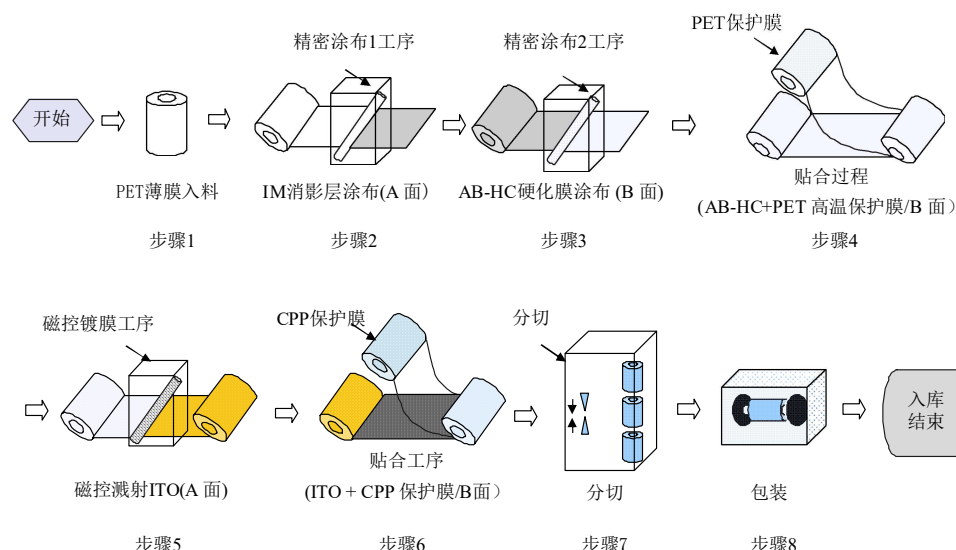 精密涂布1工序
精密涂布2工序
PET保护膜
开始
PET薄膜入料
IM消影层涂布(A 面）
AB-HC硬化膜涂布 (B 面)
贴合过程
(AB-HC+PET 高温保护膜/B 面）
步骤1
步骤2
步骤3
步骤4
磁控镀膜工序
CPP保护膜
分切
入库
结束
贴合工序
磁控溅射ITO(A 面)
(ITO + CPP 保护膜/B面）
分切
包装
步骤5
步骤6
步骤7
步骤8